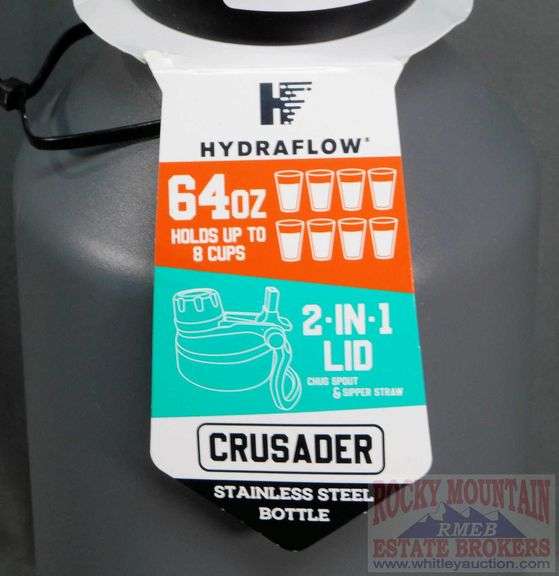 H
HYDRAFLOW®
64OZ
HOLDS UP TO
8 CUPS
2-IN-1
LID
CHUG SPOUT
& SIPPER STRAW
CRUSADER
STAINLESS STEEL
BOTTLE
ROCKY MOUNTAIN
RMEB
ESTATE BROKERS
www.whitleyauction.com